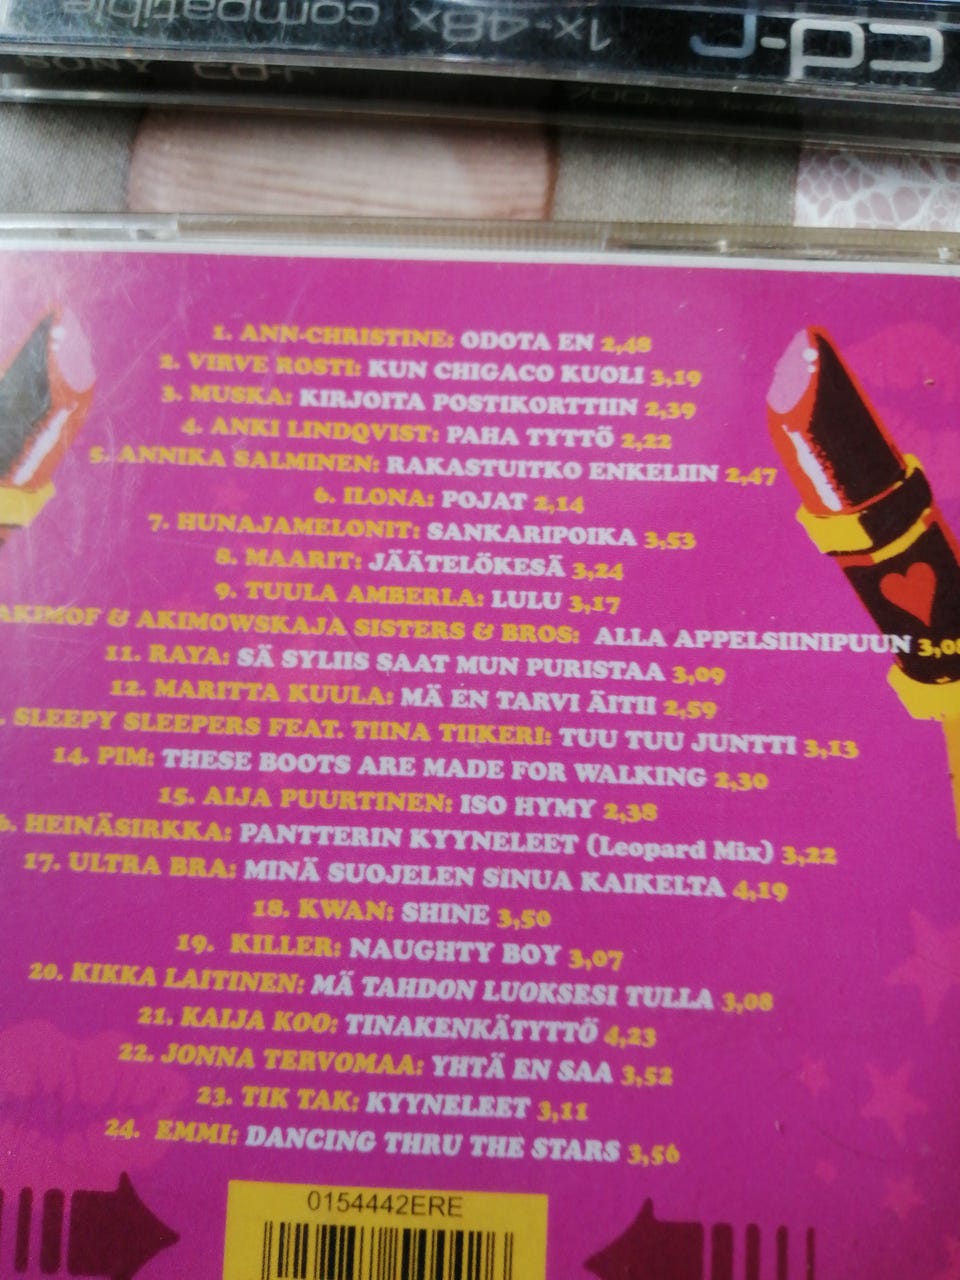 1x-48x compatible
cd-r
SONY CD-R
1. ANN-CHRISTINE: ODOTA EN 2,48
2. VIRVE ROSTI: KUN CHIGACO KUOLI 3,19
3. MUSKA: KIRJOITA POSTIKORTTIIN 2,39
4. ANKI LINDQVIST: PAHA TYTTÖ 2,22
5. ANNIKA SALMINEN: RAKASTUITKO ENKELIIN 2,47
6. ILONA: POJAT 2,14
7. HUNAJAMELONIT: SANKARIPOIKA 3,53
8. MAARIT: JÄÄTELÖKESÄ 3,24
9. TUULA AMBERLA: LULU 3,17
AKIMOF & AKIMOWSKAJA SISTERS & BROS: ALLA APPELSIINIPUUN 3,08
11. RAYA: SÄ SYLIIS SAAT MUN PURISTAA 3,09
12. MARITTA KUULA: MÄ EN TARVI ÄITII 2,59
. SLEEPY SLEEPERS FEAT. TIINA TIIKERI: TUU TUU JUNTTI 3,13
14. PIM: THESE BOOTS ARE MADE FOR WALKING 2,30
15. AIJA PUURTINEN: ISO HYMY 2,38
6. HEINÄSIRKKA: PANTTERIN KYYNELEET (Leopard Mix) 3,22
17. ULTRA BRA: MINÄ SUOJELEN SINUA KAIKELTA 4,19
18. KWAN: SHINE 3,50
19. KILLER: NAUGHTY BOY 3,07
20. KIKKA LAITINEN: MÄ TAHDON LUOKSESI TULLA 3,08
21. KAIJA KOO: TINAKENKÄTYTTÖ 4,23
22. JONNA TERVOMAA: YHTÄ EN SAA 3,52
23. TIK TAK: KYYNELEET 3,11
24. EMMI: DANCING THRU THE STARS 3,56
0154442ERE